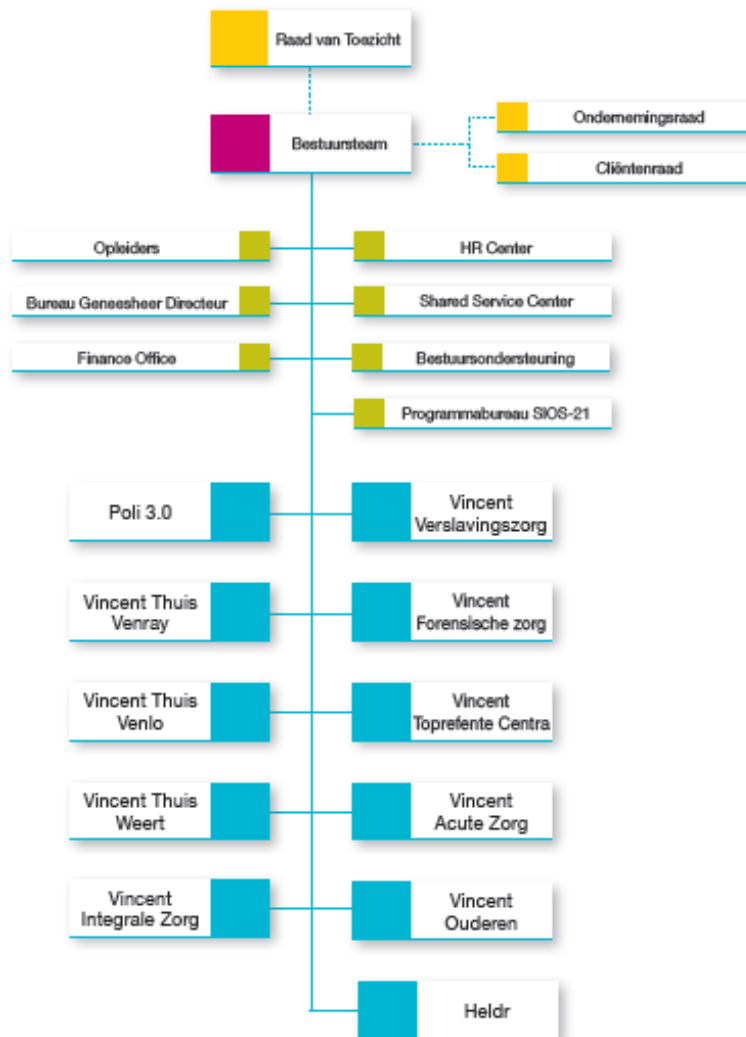 Raad van Toezicht
Bestuursteam
Ondernemingsraad
Cliëntenraad
Opleiders
HR Center
Bureau Geneesheer Directeur
Shared Service Center
Finance Office
Bestuursondersteuning
Programmabureau SIOS-21
Poli 3.0
Vincent
Verslavingszorg
Vincent Thuis
Venray
Vincent
Forensische zorg
Vincent Thuis
Venlo
Vincent
Toprefente Centra
Vincent Thuis
Weert
Vincent
Acute Zorg
Vincent
Integrale Zorg
Vincent
Ouderen
Heldr